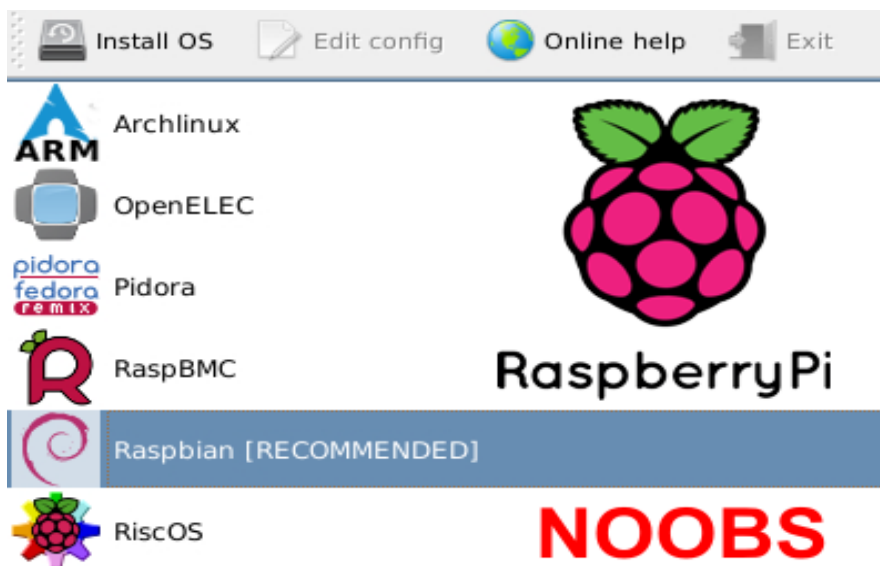 Install OS Edit config Online help Exit
ARM Archlinux
OpenELEC
pidora
fedora
remix
Pidora
RaspBMC
RaspberryPi
Raspbian [RECOMMENDED]
RiscOS
NOOBS